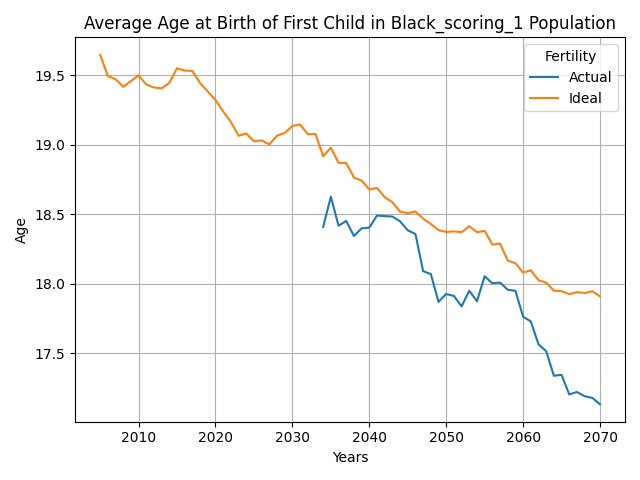 Average Age at Birth of First Child in Black_scoring_1 Population
Fertility
Actual
Ideal
Age
19.5
19.0
18.5
18.0
17.5
2010 2020 2030 2040 2050 2060 2070
Years